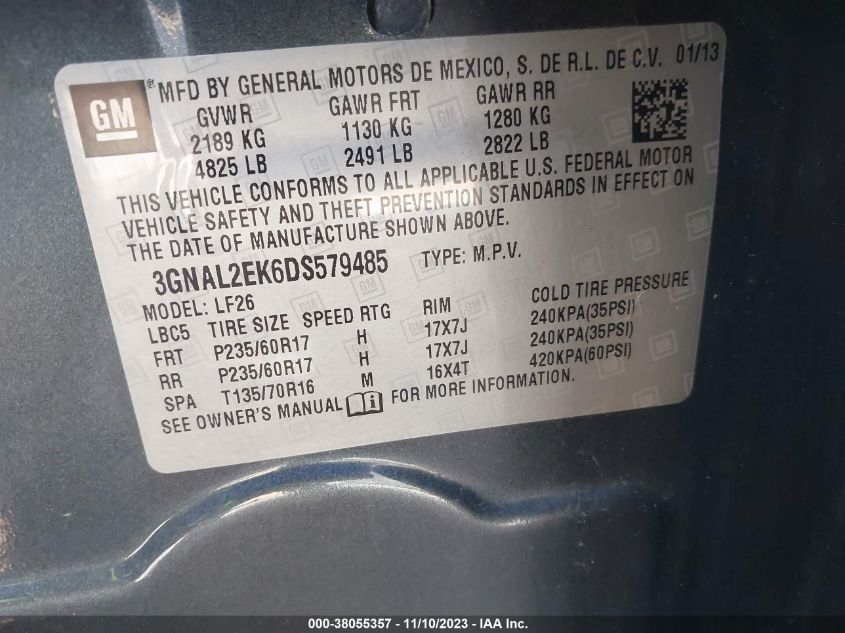 GM
MFD BY GENERAL MOTORS DE MEXICO, S. DE R.L. DE C.V. 01/13
GVWR GAWR FRT GAWR RR
2189 KG 1130 KG 1280 KG
4825 LB 2491 LB 2822 LB
THIS VEHICLE CONFORMS TO ALL APPLICABLE U.S. FEDERAL MOTOR
VEHICLE SAFETY AND THEFT PREVENTION STANDARDS IN EFFECT ON
THE DATE OF MANUFACTURE SHOWN ABOVE.
3GNAL2EK6DS579485 TYPE: M.P.V.
MODEL: LF26
LBC5 TIRE SIZE SPEED RTG RIM COLD TIRE PRESSURE
FRT P235/60R17 H 17X7J 240KPA(35PSI)
RR P235/60R17 H 17X7J 240KPA(35PSI)
SPA T135/70R16 M 16X4T 420KPA(60PSI)
SEE OWNER'S MANUAL FOR MORE INFORMATION.
000-38055357 - 11/10/2023 - IAA Inc.